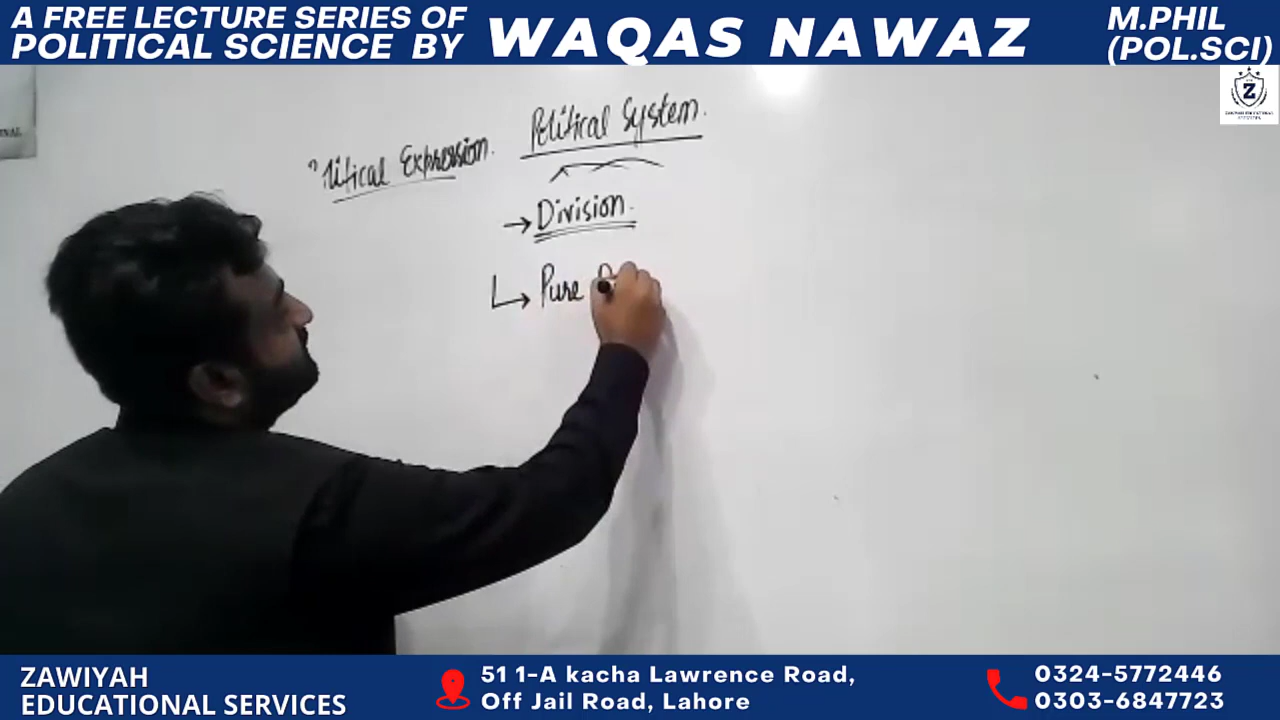 A FREE LECTURE SERIES OF
POLITICAL SCIENCE BY
WAQAS NAWAZ
M.PHIL
(POL.SCI)
Z
Political System.
Expression.
→ Division.
↳ Pure
ZAWIYAH
EDUCATIONAL SERVICES
51 1-A kacha Lawrence Road,
Off Jail Road, Lahore
0324-5772446
0303-6847723